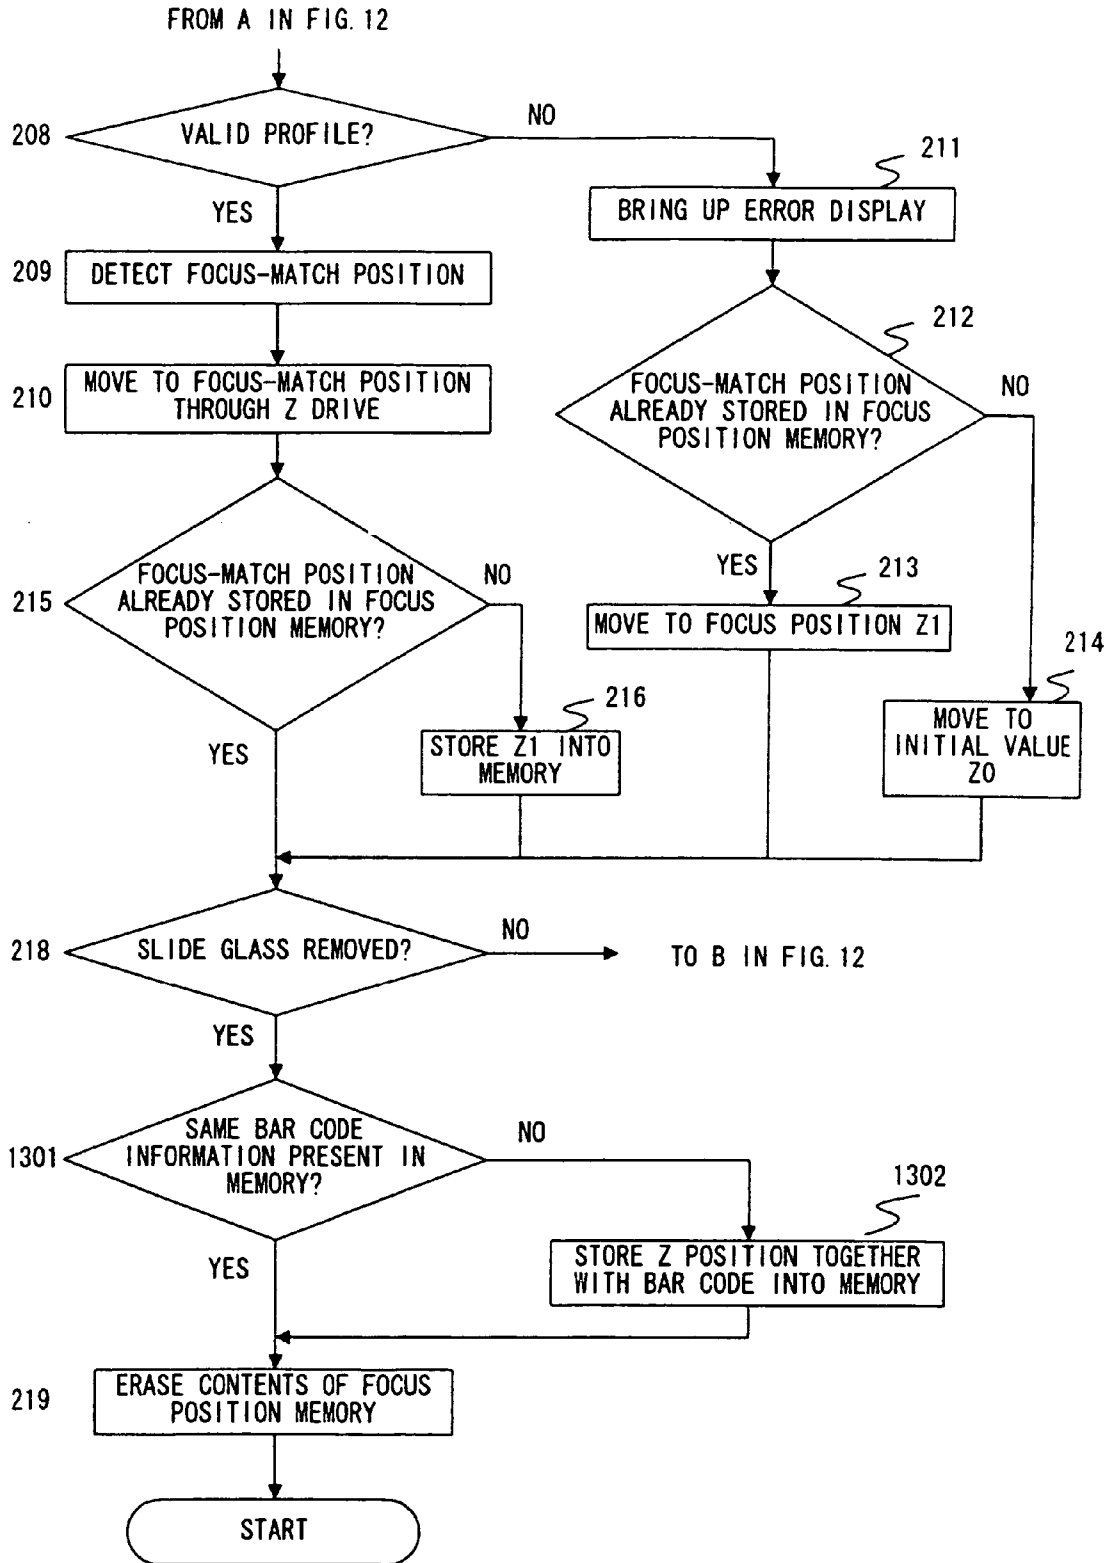 FROM A IN FIG. 12
208
VALID PROFILE?
NO
YES
211
BRING UP ERROR DISPLAY
209
DETECT FOCUS-MATCH POSITION
212
210
MOVE TO FOCUS-MATCH POSITION
THROUGH Z DRIVE
FOCUS-MATCH POSITION
ALREADY STORED IN FOCUS
POSITION MEMORY?
NO
YES
215
FOCUS-MATCH POSITION
ALREADY STORED IN FOCUS
POSITION MEMORY?
NO
YES
213
MOVE TO FOCUS POSITION Z1
214
MOVE TO
INITIAL VALUE
Z0
216
STORE Z1 INTO
MEMORY
218
SLIDE GLASS REMOVED?
NO
TO B IN FIG. 12
YES
1301
SAME BAR CODE
INFORMATION PRESENT IN
MEMORY?
NO
YES
1302
STORE Z POSITION TOGETHER
WITH BAR CODE INTO MEMORY
219
ERASE CONTENTS OF FOCUS
POSITION MEMORY
START